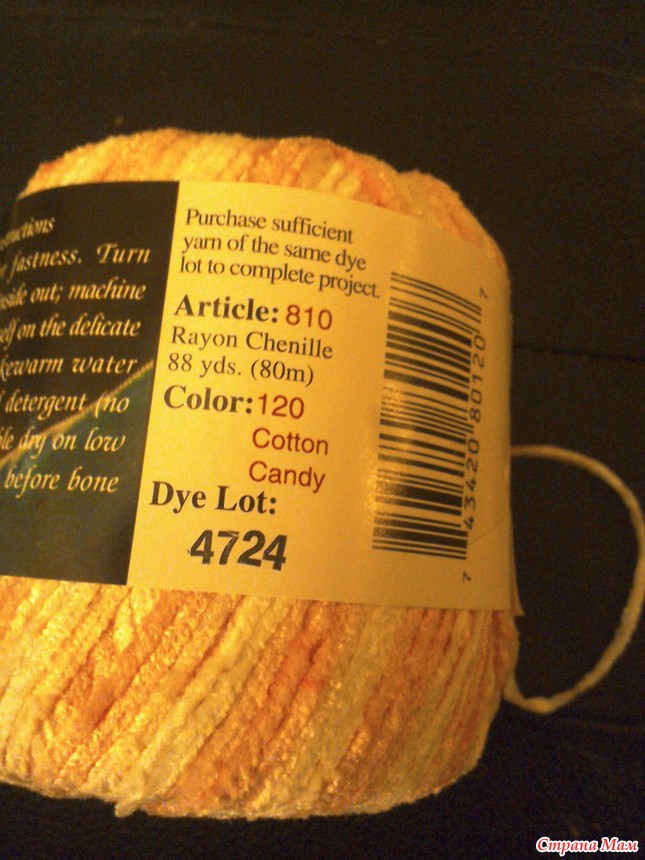 fastness. Turn
out; machine
on the delicate
water
detergent (no
dry on low
before bone
Purchase sufficient
yarn of the same dye
lot to complete project.
Article: 810
Rayon Chenille
88 yds. (80m)
Color: 120
Cotton
Candy
Dye Lot:
4724
7 43420 80120 7
Страна Мам